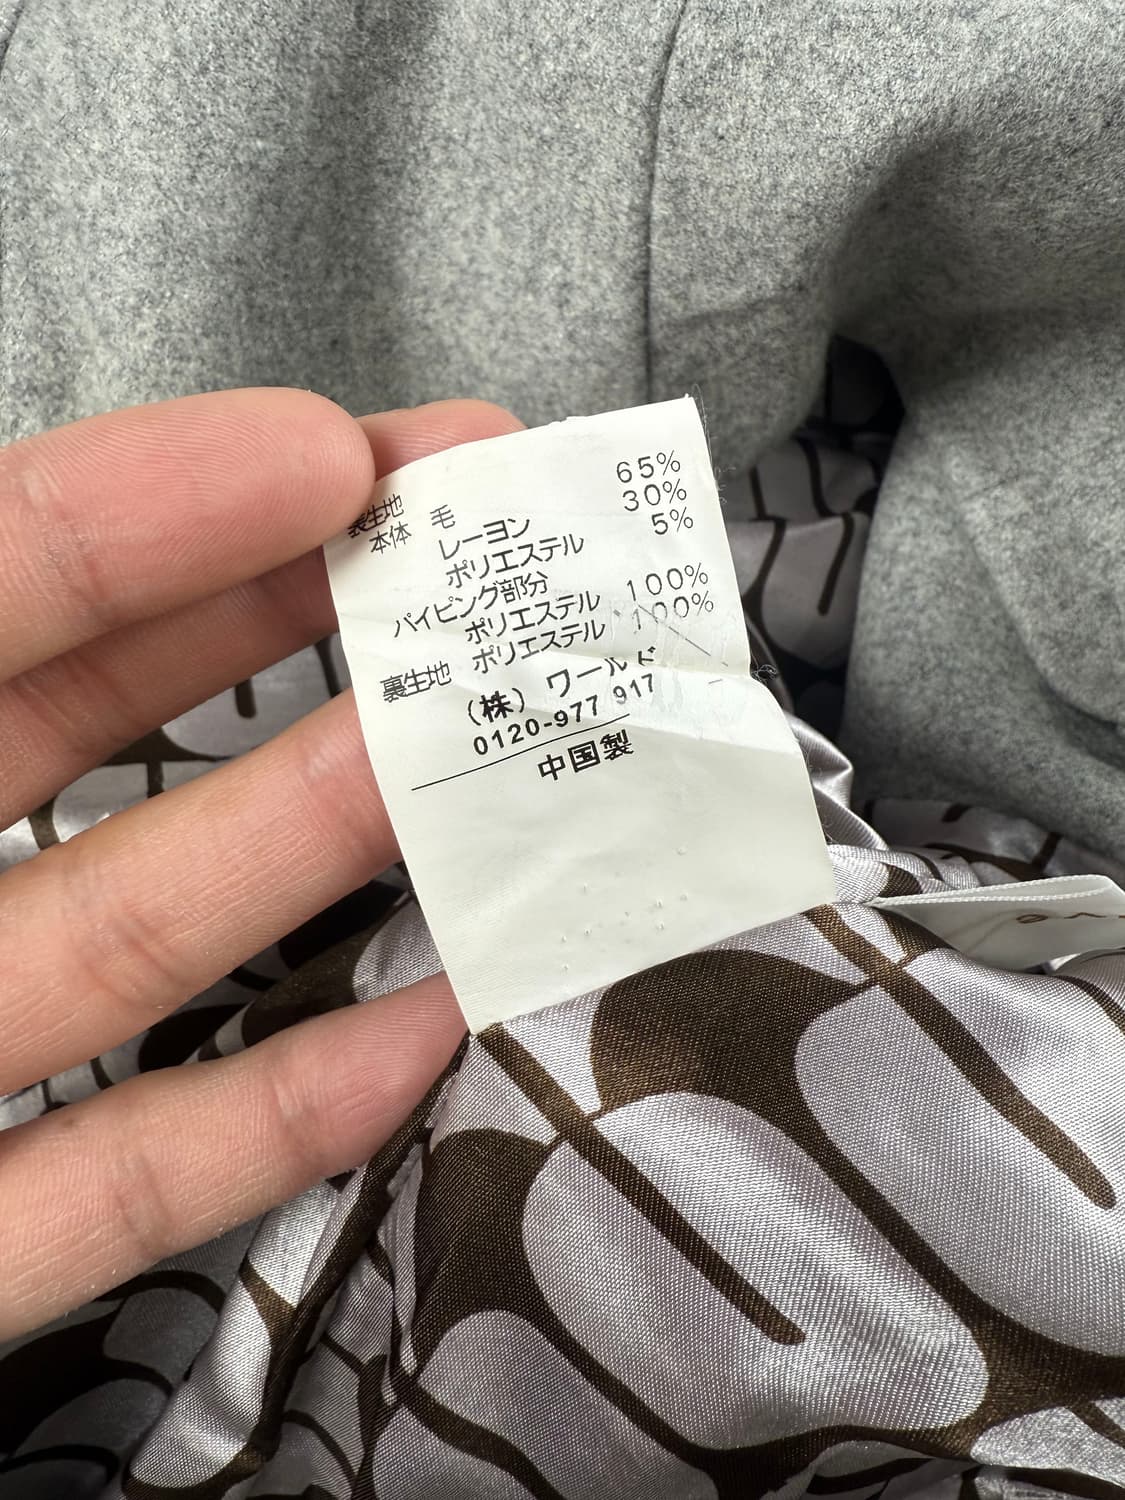 表生地
本体 毛 65%
レーヨン 30%
ポリエステル 5%
パイピング部分
ポリエステル 100%
裏生地 ポリエステル 100%
（株）ワールド
0120-977 917
中国製